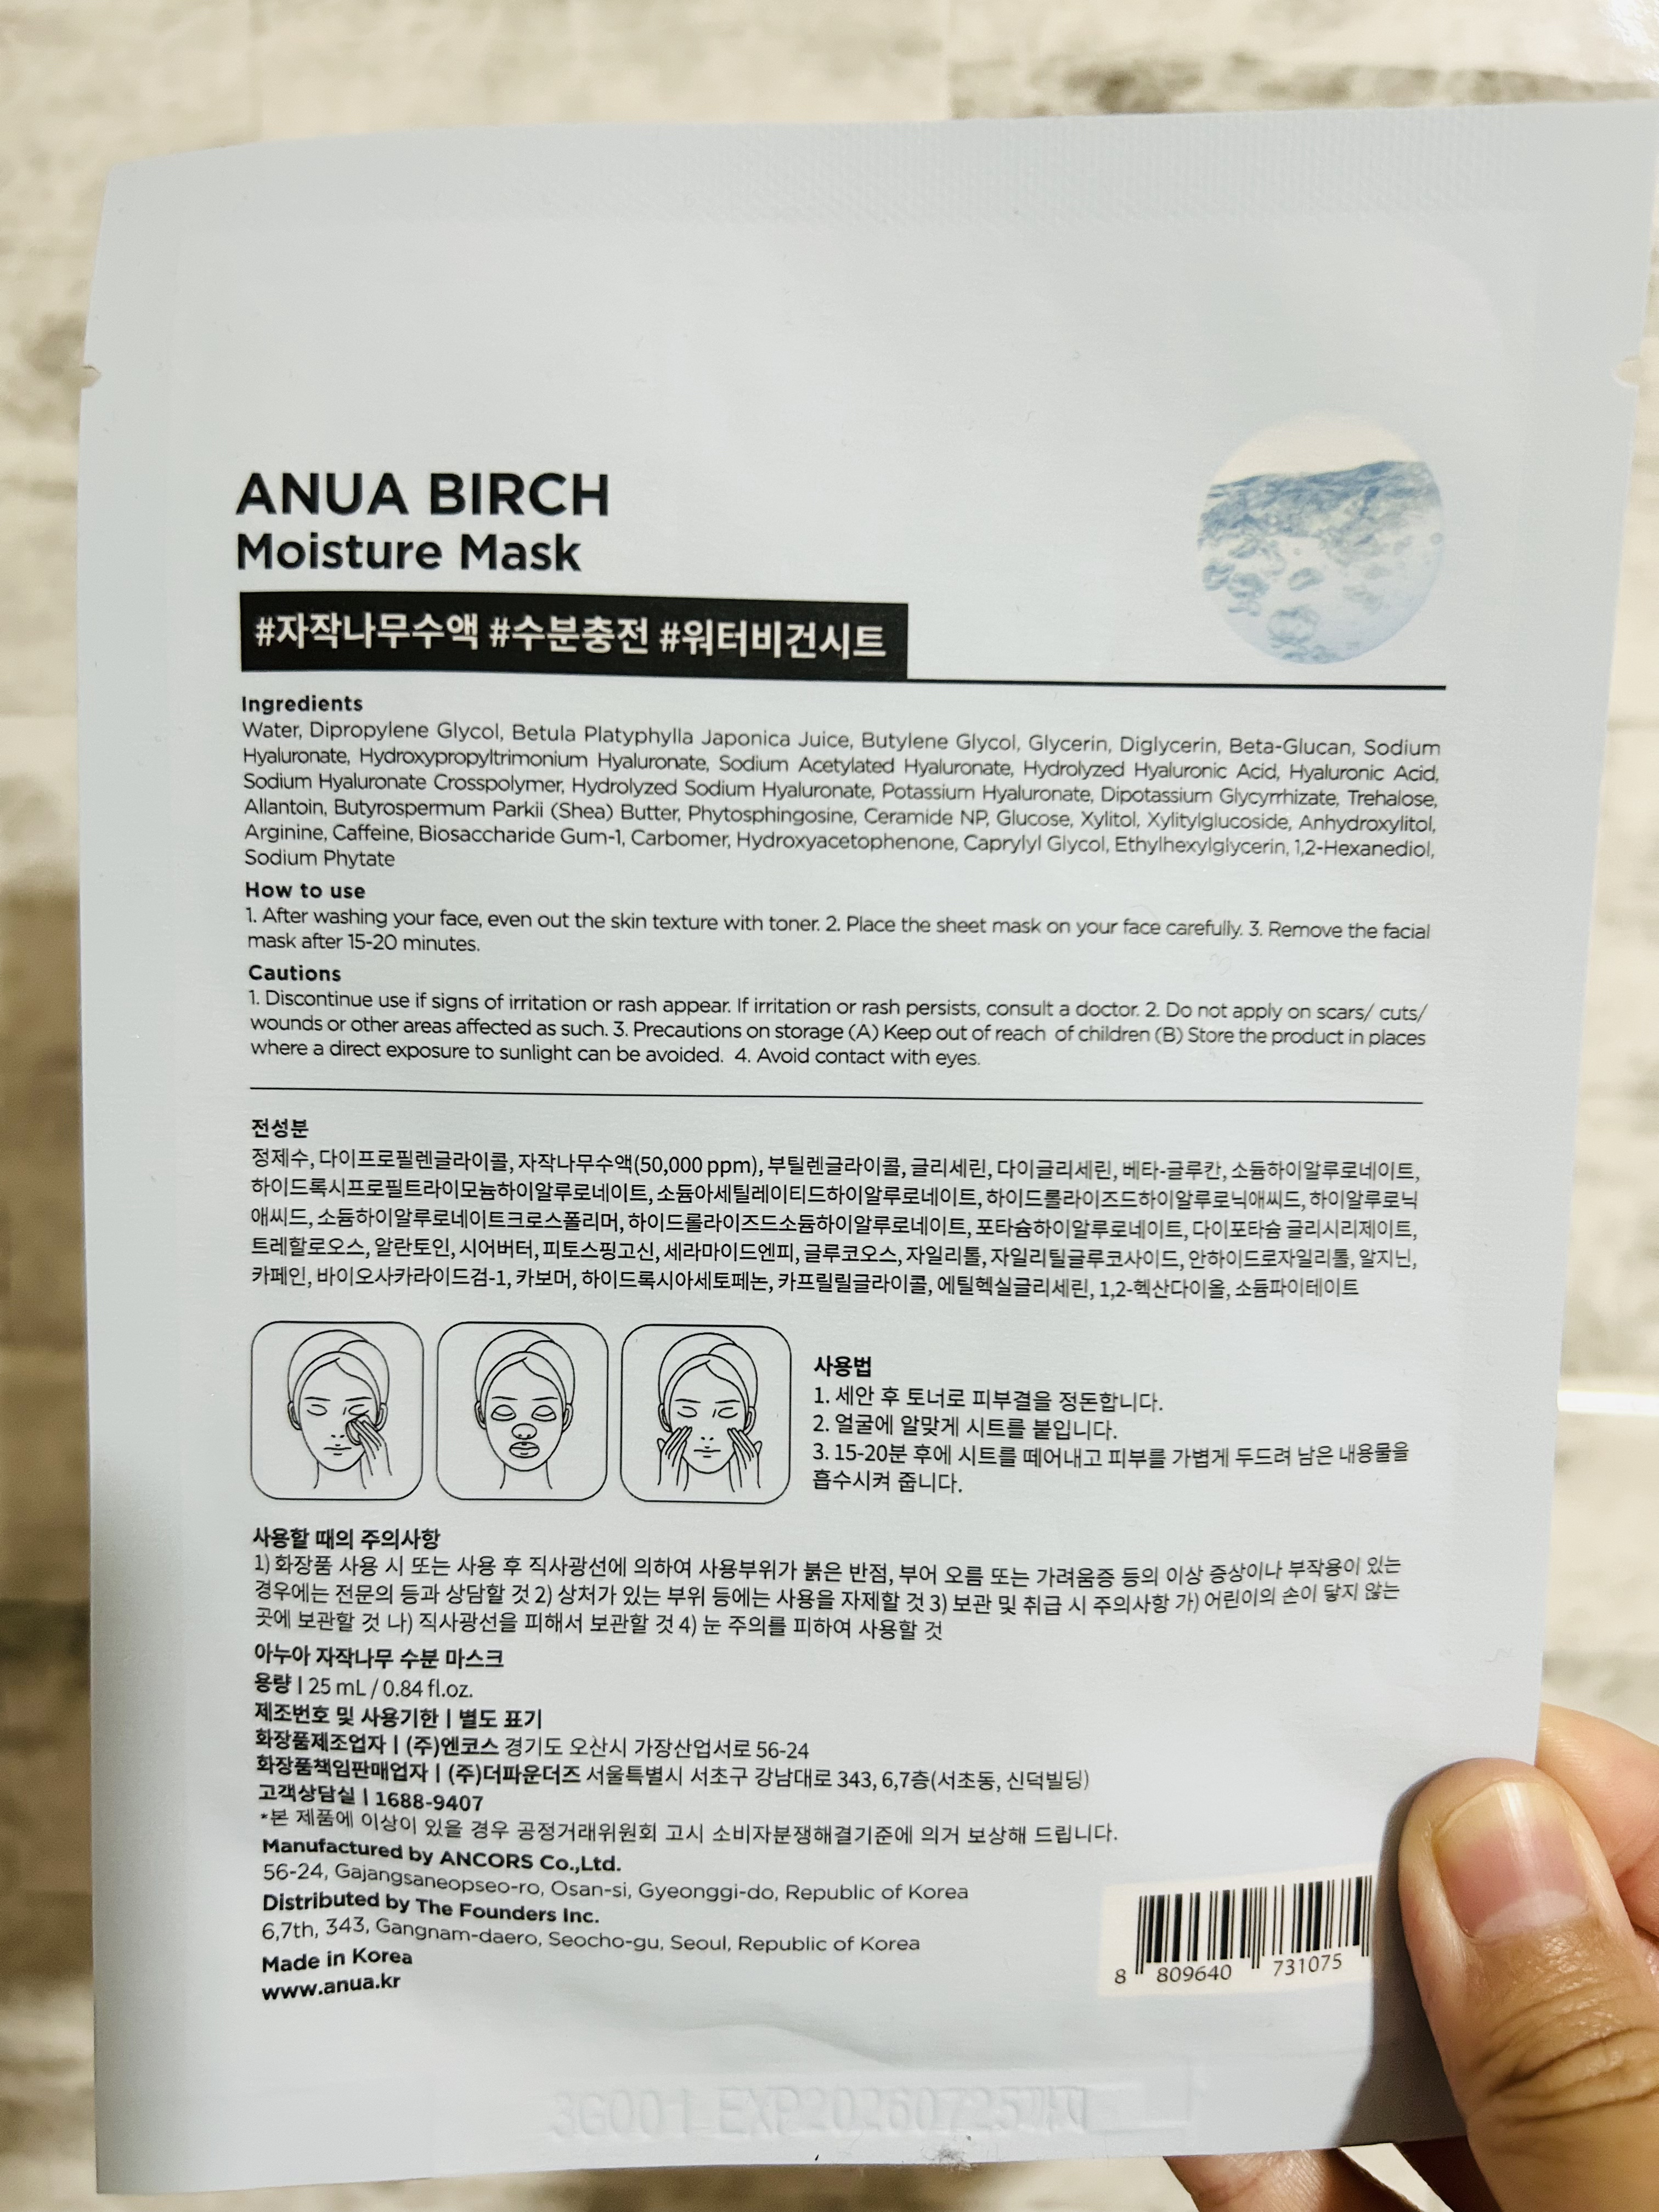 ANUA BIRCH
Moisture Mask
#자작나무수액 #수분충전 #워터비건시트
Ingredients
Water, Dipropylene Glycol, Betula Platyphylla Japonica Juice, Butylene Glycol, Glycerin, Diglycerin, Beta-Glucan, Sodium
Hyaluronate, Hydroxypropyltrimonium Hyaluronate, Sodium Acetylated Hyaluronate, Hydrolyzed Hyaluronic Acid, Hyaluronic Acid,
Sodium Hyaluronate Crosspolymer, Hydrolyzed Sodium Hyaluronate, Potassium Hyaluronate, Dipotassium Glycyrrhizate, Trehalose,
Allantoin, Butyrospermum Parkii (Shea) Butter, Phytosphingosine, Ceramide NP, Glucose, Xylitol, Xylitylglucoside, Anhydroxylitol,
Arginine, Caffeine, Biosaccharide Gum-1, Carbomer, Hydroxyacetophenone, Caprylyl Glycol, Ethylhexylglycerin, 1,2-Hexanediol,
Sodium Phytate
How to use
1. After washing your face, even out the skin texture with toner. 2. Place the sheet mask on your face carefully. 3. Remove the facial
mask after 15-20 minutes.
Cautions
1. Discontinue use if signs of irritation or rash appear. If irritation or rash persists, consult a doctor. 2. Do not apply on scars/ cuts/
wounds or other areas affected as such. 3. Precautions on storage (A) Keep out of reach of children (B) Store the product in places
where a direct exposure to sunlight can be avoided. 4. Avoid contact with eyes.
전성분
정제수, 다이프로필렌글라이콜, 자작나무수액(50,000 ppm), 부틸렌글라이콜, 글리세린, 다이글리세린, 베타-글루칸, 소듐하이알루로네이트,
하이드록시프로필트라이모늄하이알루로네이트, 소듐아세틸레이티드하이알루로네이트, 하이드롤라이즈드하이알루로닉애씨드, 하이알루로닉
애씨드, 소듐하이알루로네이트크로스폴리머, 하이드롤라이즈드소듐하이알루로네이트, 포타슘하이알루로네이트, 다이포타슘 글리시리제이트,
트레할로오스, 알란토인, 시어버터, 피토스핑고신, 세라마이드엔피, 글루코오스, 자일리톨, 자일리틸글루코사이드, 안하이드로자일리톨, 알지닌,
카페인, 바이오사카라이드검-1, 카보머, 하이드록시아세토페논, 카프릴릴글라이콜, 에틸헥실글리세린, 1,2-헥산다이올, 소듐파이테이트
사용법
1. 세안 후 토너로 피부결을 정돈합니다.
2. 얼굴에 알맞게 시트를 붙입니다.
3. 15-20분 후에 시트를 떼어내고 피부를 가볍게 두드려 남은 내용물을
흡수시켜 줍니다.
사용할 때의 주의사항
1) 화장품 사용 시 또는 사용 후 직사광선에 의하여 사용부위가 붉은 반점, 부어 오름 또는 가려움증 등의 이상 증상이나 부작용이 있는
경우에는 전문의 등과 상담할 것 2) 상처가 있는 부위 등에는 사용을 자제할 것 3) 보관 및 취급 시 주의사항 가) 어린이의 손이 닿지 않는
곳에 보관할 것 나) 직사광선을 피해서 보관할 것 4) 눈 주의를 피하여 사용할 것
아누아 자작나무 수분 마스크
용량 | 25 mL / 0.84 fl.oz.
제조번호 및 사용기한 | 별도 표기
화장품제조업자 | (주)엔코스 경기도 오산시 가장산업서로 56-24
화장품책임판매업자 | (주)더파운더즈 서울특별시 서초구 강남대로 343, 6,7층(서초동, 신덕빌딩)
고객상담실 | 1688-9407
*본 제품에 이상이 있을 경우 공정거래위원회 고시 소비자분쟁해결기준에 의거 보상해 드립니다.
Manufactured by ANCORS Co.,Ltd.
56-24, Gajangsaneopseo-ro, Osan-si, Gyeonggi-do, Republic of Korea
Distributed by The Founders Inc.
6,7th, 343, Gangnam-daero, Seocho-gu, Seoul, Republic of Korea
Made in Korea
www.anua.kr
8 809640 731075
3G001 EXP20260725까지